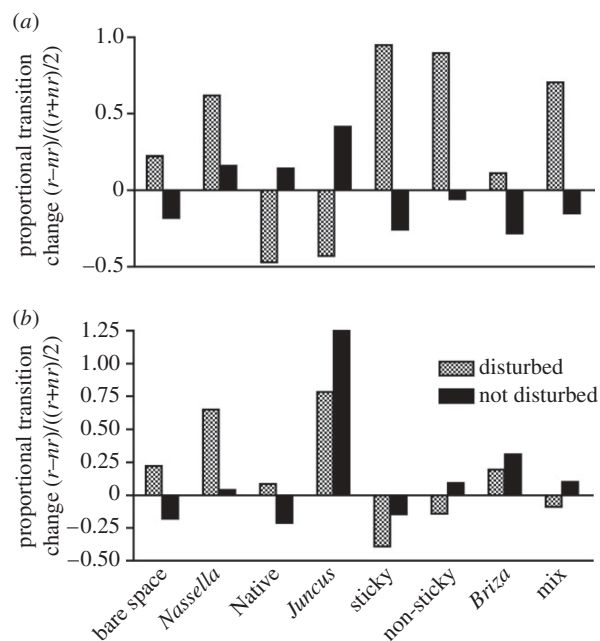 (a)
proportional transition
change (r–nr)/((r+nr)/2)
1.0
0.5
0
–0.5
(b)
proportional transition
change (r–nr)/((r+nr)/2)
1.25
1.00
0.75
0.50
0.25
0
–0.25
–0.50
disturbed
not disturbed
bare space
Nassella
Native
Juncus
sticky
non-sticky
Briza
mix